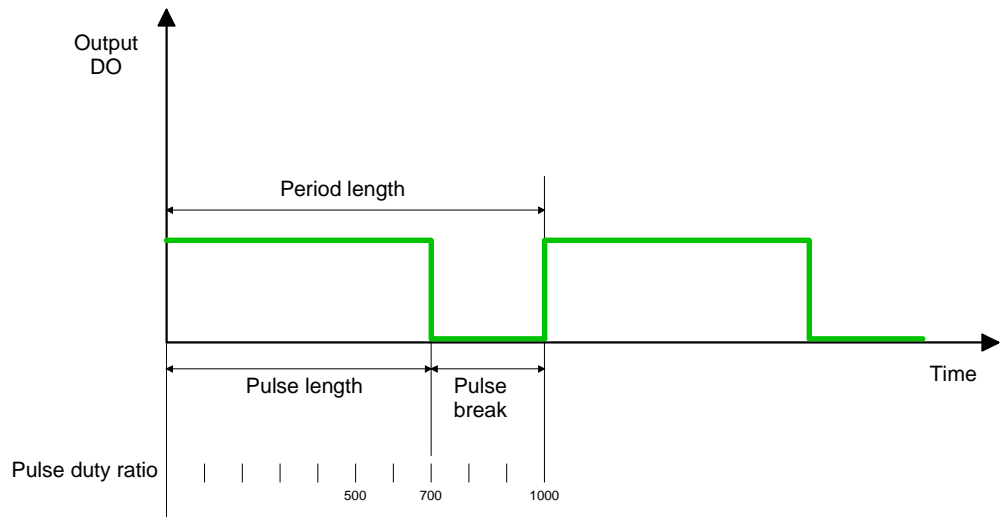 Output
DO
Period length
Time
Pulse length
Pulse
break
Pulse duty ratio
500
700
1000